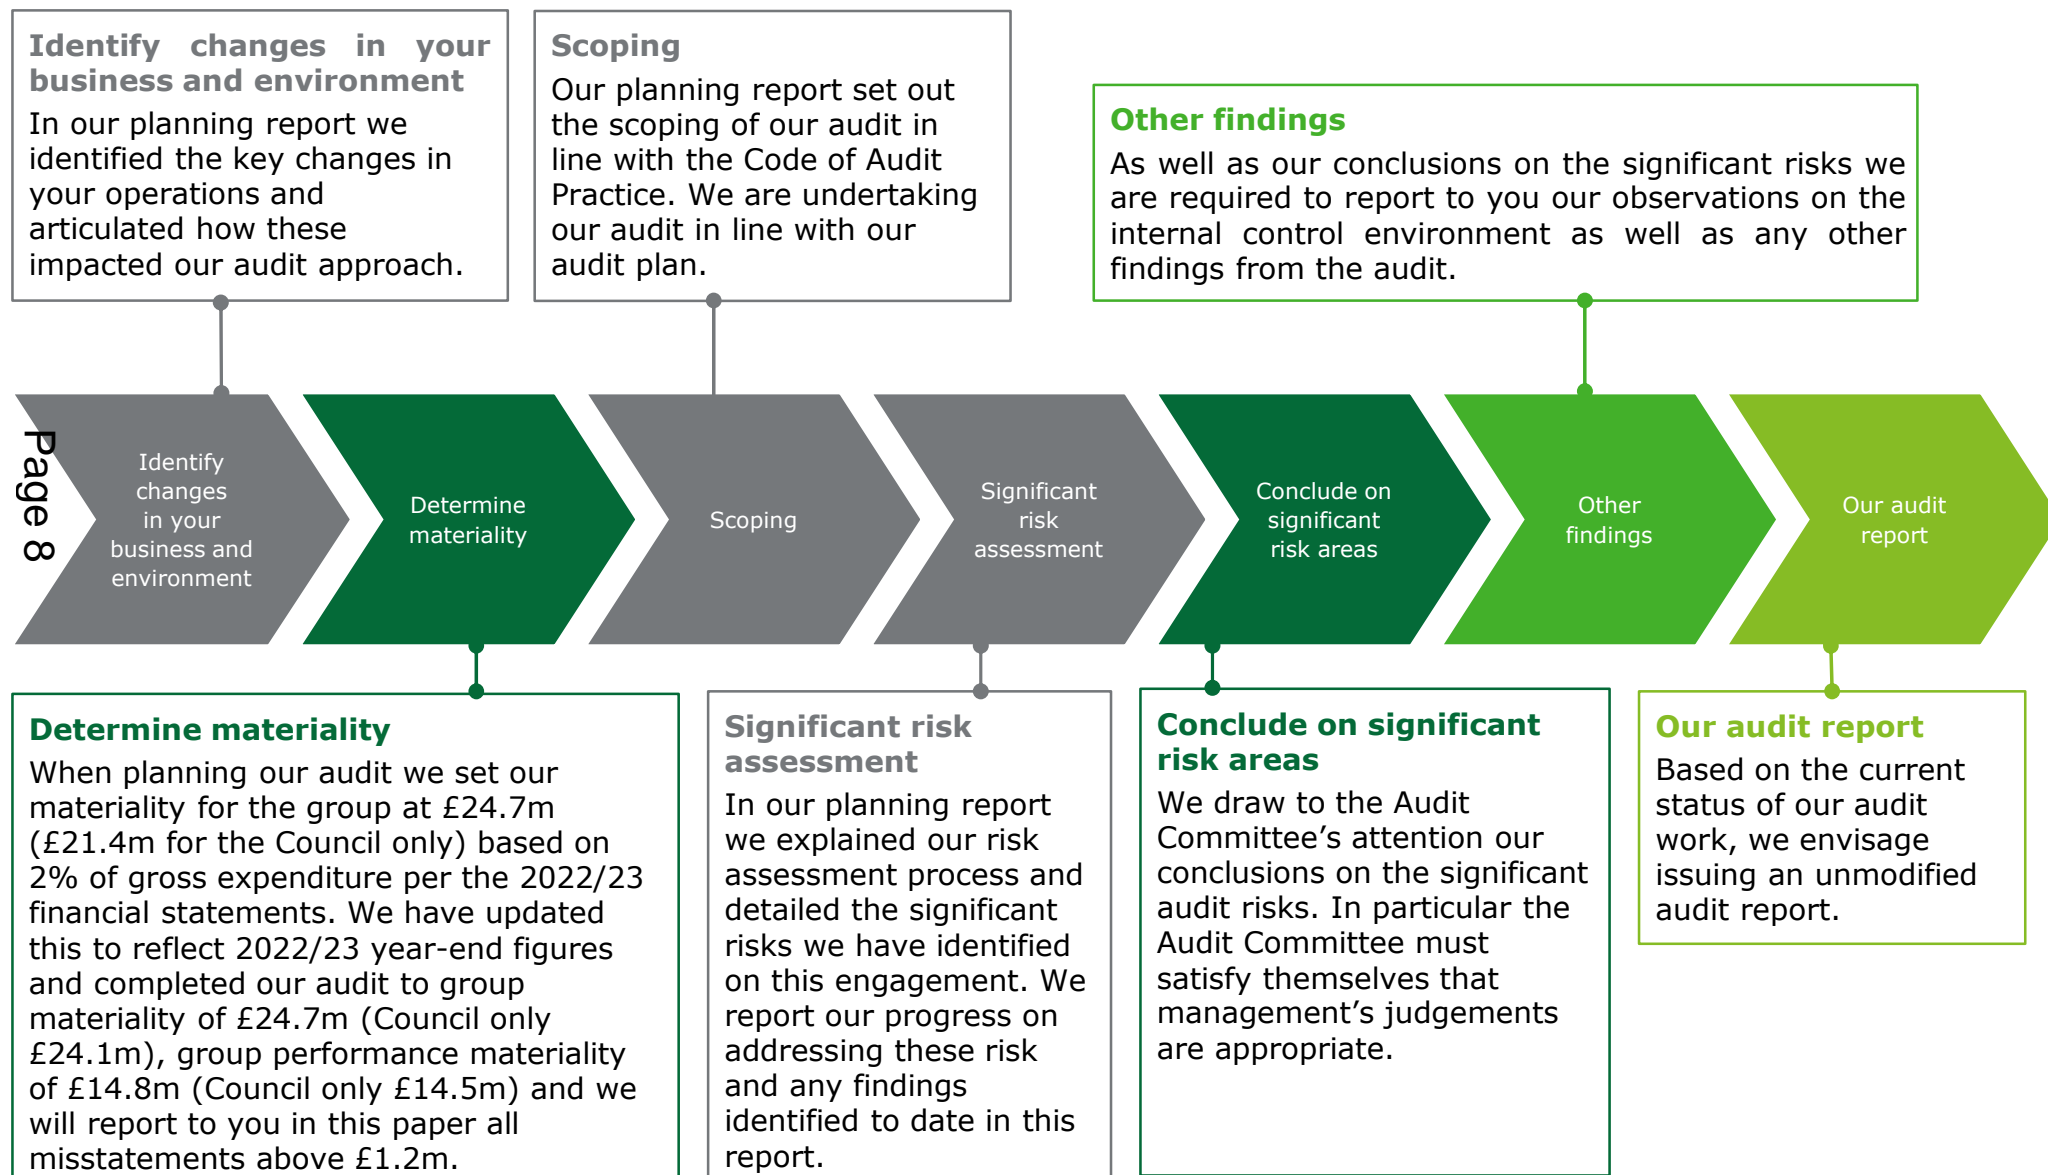 Identify changes in your
business and environment
In our planning report we
identified the key changes in
your operations and
articulated how these
impacted our audit approach.
Scoping
Our planning report set out
the scoping of our audit in
line with the Code of Audit
Practice. We are undertaking
our audit in line with our
audit plan.
Other findings
As well as our conclusions on the significant risks we
are required to report to you our observations on the
internal control environment as well as any other
findings from the audit.
Page 8
Identify
changes
in your
business and
environment
Determine
materiality
Scoping
Significant
risk
assessment
Conclude on
significant
risk areas
Other
findings
Our audit
report
Determine materiality
When planning our audit we set our
materiality for the group at £24.7m
(£21.4m for the Council only) based on
2% of gross expenditure per the 2022/23
financial statements. We have updated
this to reflect 2022/23 year-end figures
and completed our audit to group
materiality of £24.7m (Council only
£24.1m), group performance materiality
of £14.8m (Council only £14.5m) and we
will report to you in this paper all
misstatements above £1.2m.
Significant risk
assessment
In our planning report
we explained our risk
assessment process and
detailed the significant
risks we have identified
on this engagement. We
report our progress on
addressing these risk
and any findings
identified to date in this
report.
Conclude on significant
risk areas
We draw to the Audit
Committee’s attention our
conclusions on the significant
audit risks. In particular the
Audit Committee must
satisfy themselves that
management’s judgements
are appropriate.
Our audit report
Based on the current
status of our audit
work, we envisage
issuing an unmodified
audit report.